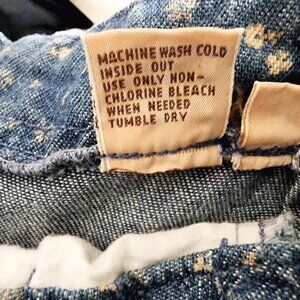 MACHINE WASH COLD
INSIDE OUT
USE ONLY NON-
CHLORINE BLEACH
WHEN NEEDED
TUMBLE DRY